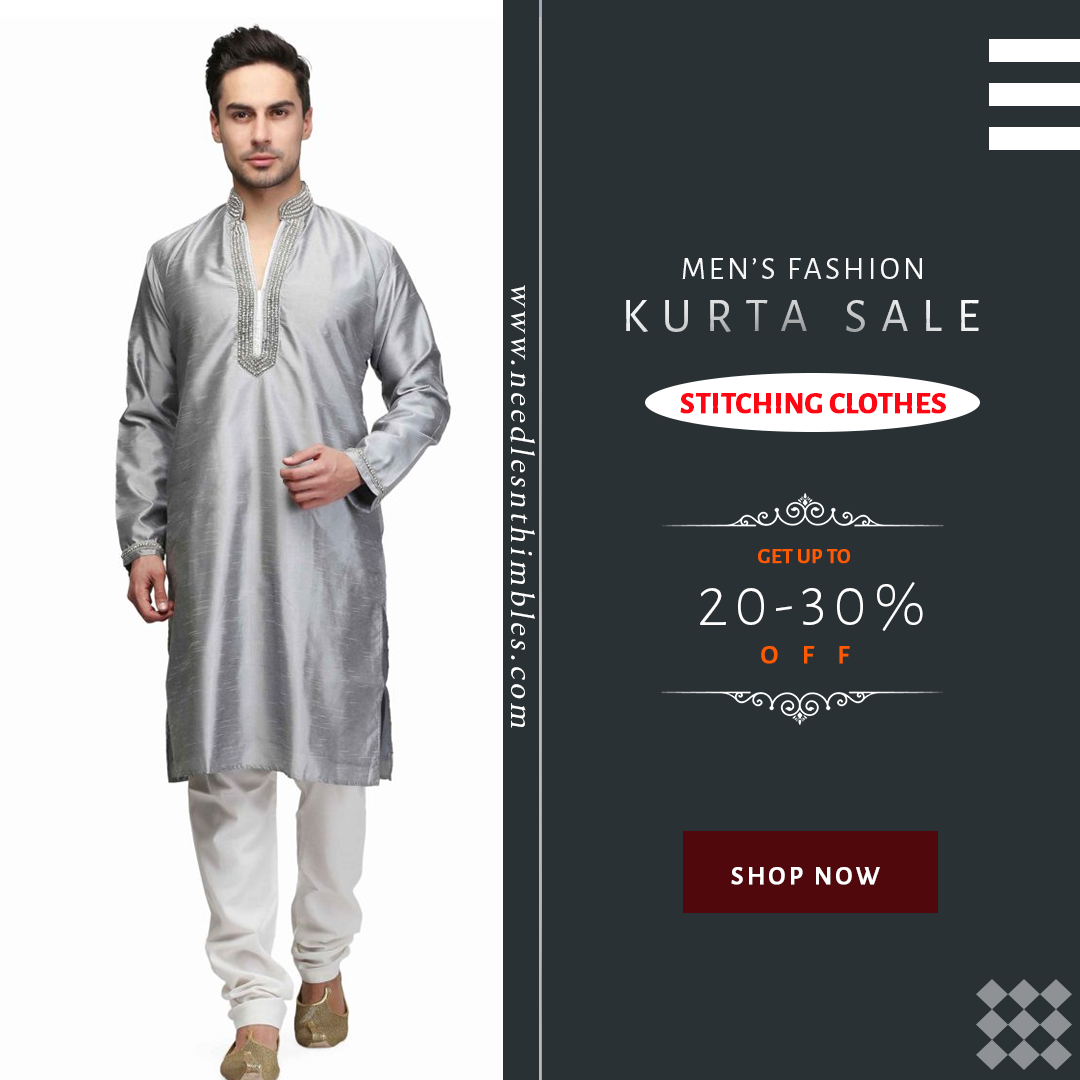 www.needlesnthimbles.com
MEN’S FASHION
KURTA SALE
STITCHING CLOTHES
GET UP TO
20-30%
OFF
SHOP NOW